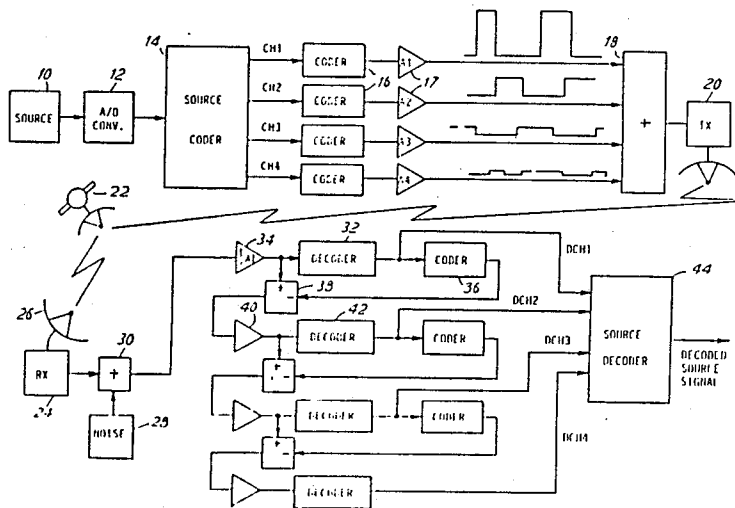 10
SOURCE
12
A/D
CONV.
14
SOURCE
CODER
CH1
CH2
CH3
CH4
CODER
CODER
CODER
CODER
16
A1
A2
A3
A4
17
18
+
20
TX
22
26
RX
24
30
+
NOISE
28
34
32
DECODER
CODER
36
+
-
39
40
42
DECODER
CODER
+
-
DECODER
CODER
+
-
DECODER
DCH1
DCH2
DCH3
DCH4
44
SOURCE
DECODER
DECODED
SOURCE
SIGNAL